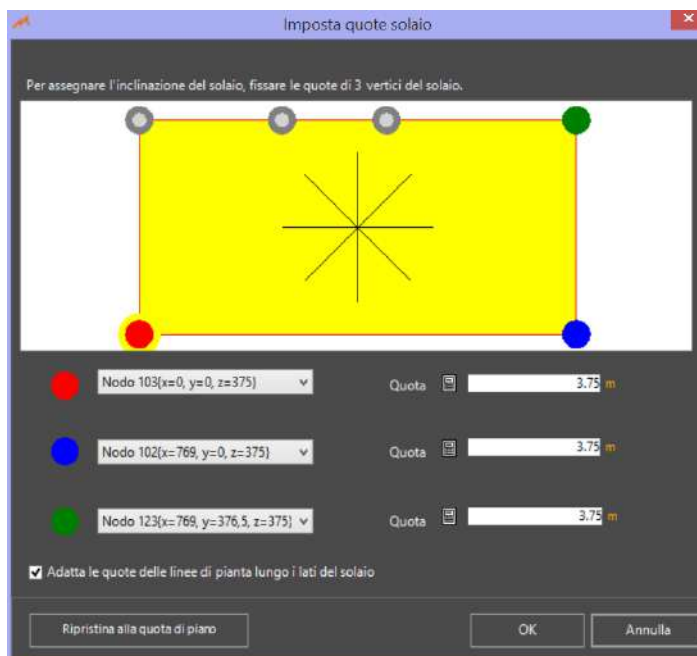 Imposta quote solaio
Per assegnare l'inclinazione del solaio, fissare le quote di 3 vertici del solaio.
Nodo 103(x=0, y=0, z=375) Quota 3.75 m
Nodo 102(x=769, y=0, z=375) Quota 3.75 m
Nodo 123(x=769, y=376,5, z=375) Quota 3.75 m
Adatta le quote delle linee di pianta lungo i lati del solaio
Ripristina alla quota di piano OK Annulla